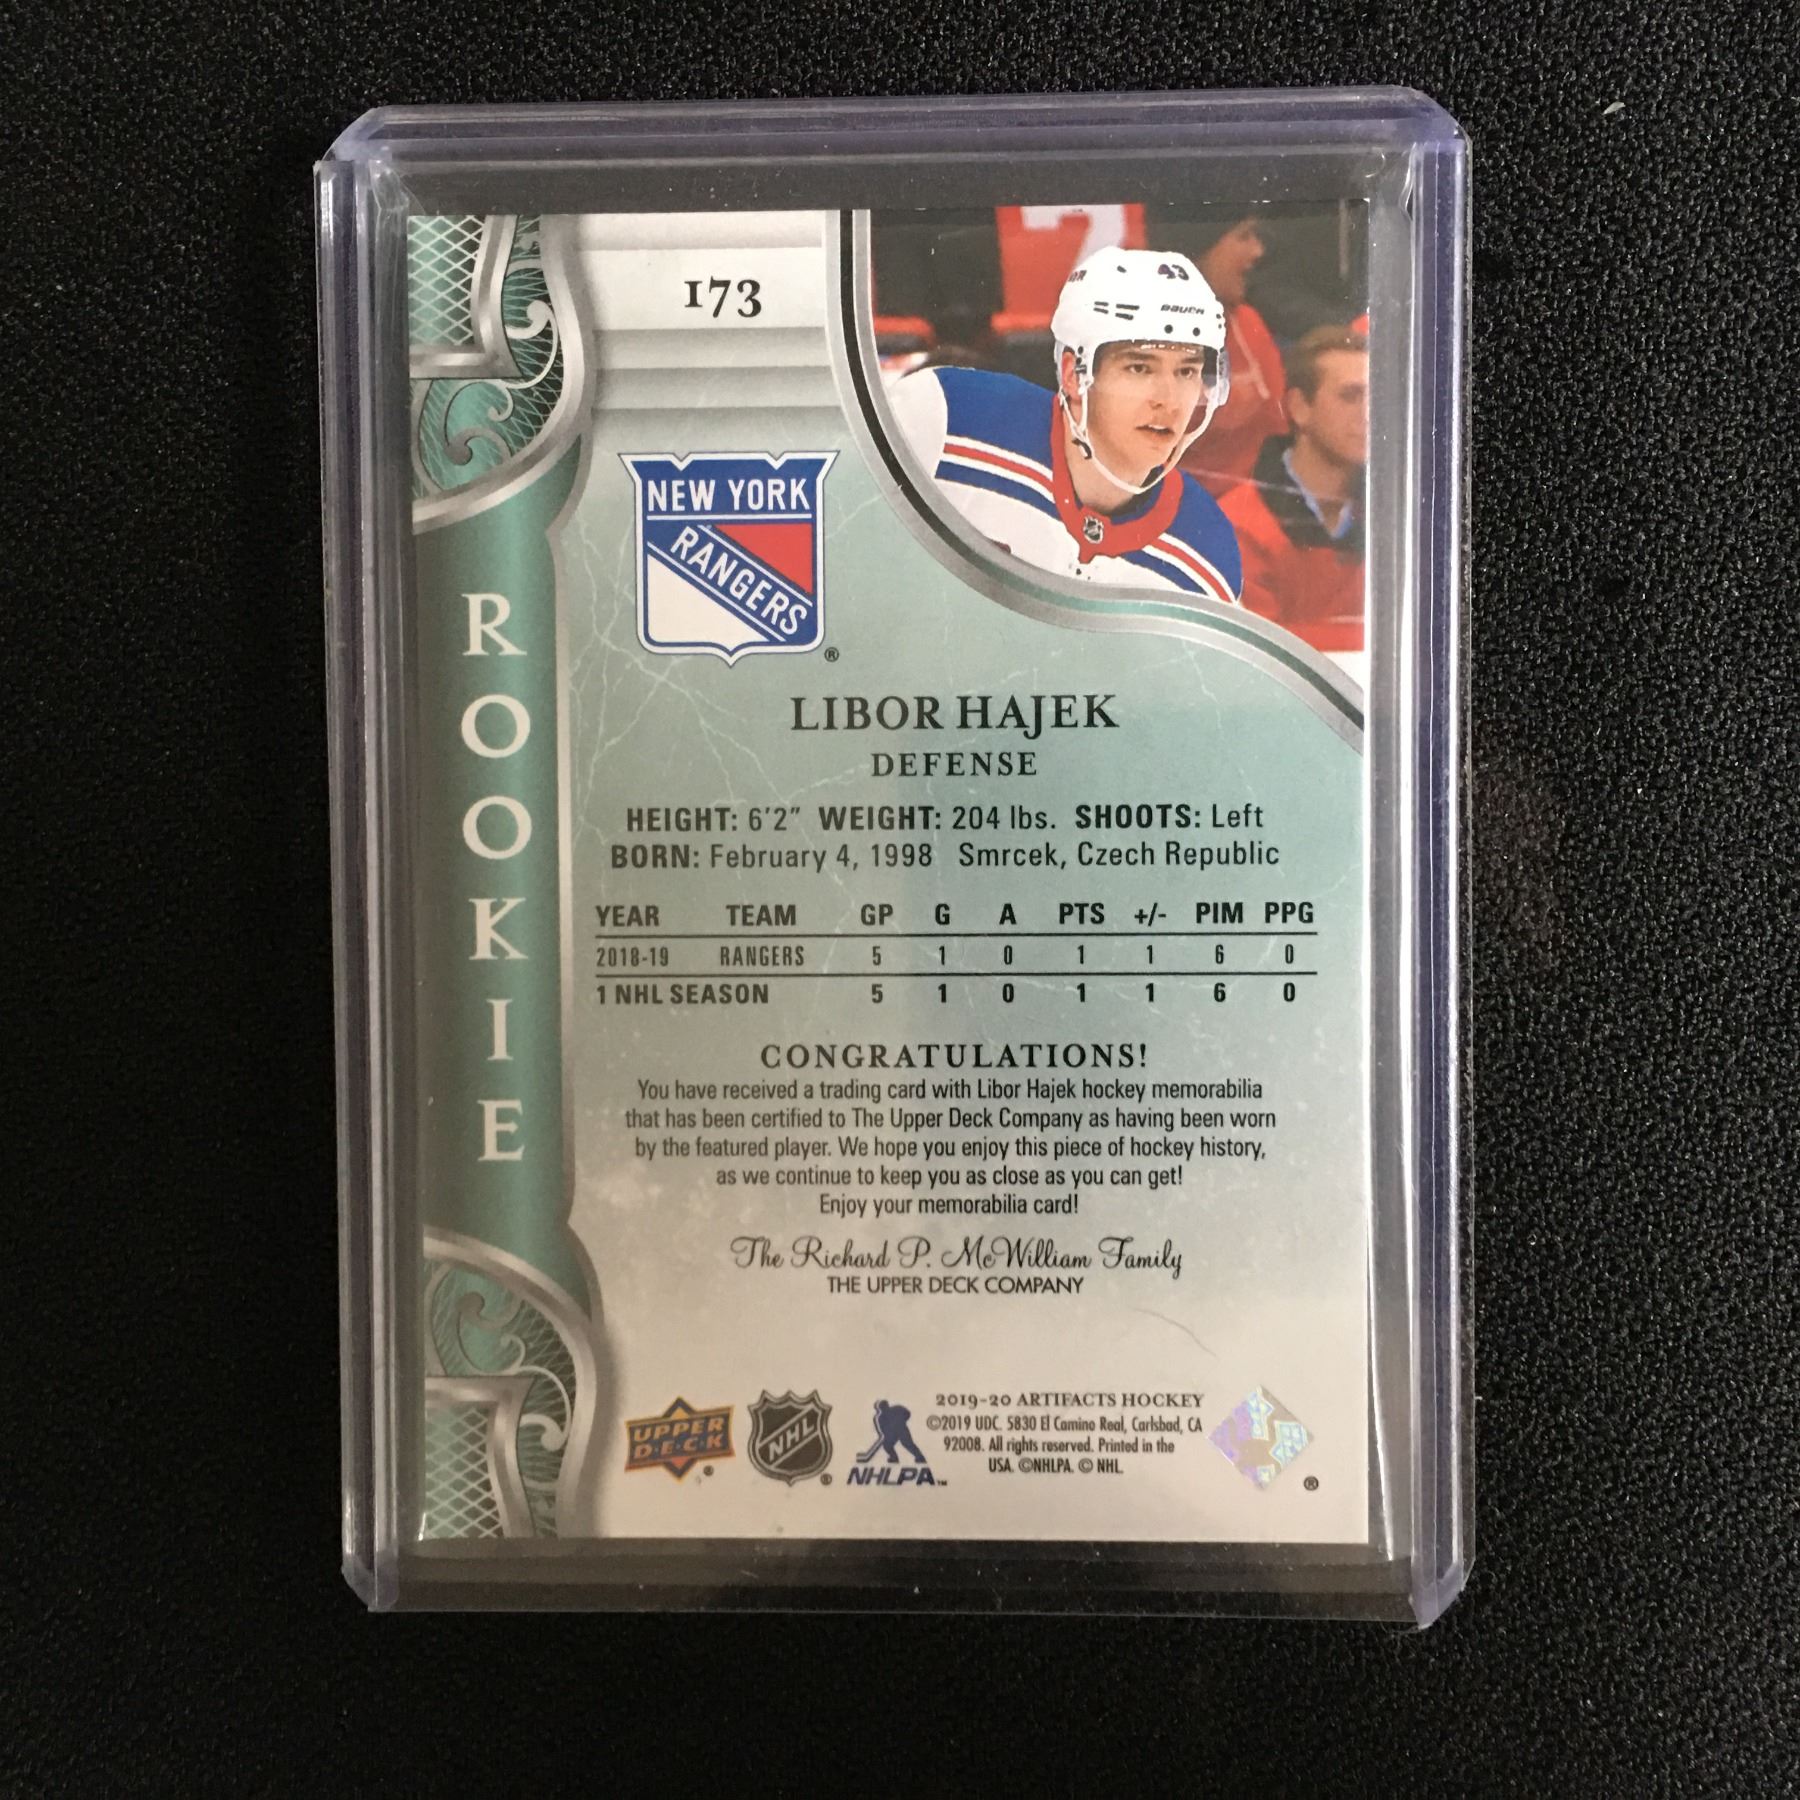 173
43
BAUER
NEW YORK
RANGERS
®
ROOKIE
LIBOR HAJEK
DEFENSE
HEIGHT: 6'2" WEIGHT: 204 lbs. SHOOTS: Left
BORN: February 4, 1998 Smrcek, Czech Republic
YEAR TEAM GP G A PTS +/- PIM PPG
2018-19 RANGERS 5 1 0 1 1 6 0
1 NHL SEASON 5 1 0 1 1 6 0
CONGRATULATIONS!
You have received a trading card with Libor Hajek hockey memorabilia
that has been certified to The Upper Deck Company as having been worn
by the featured player. We hope you enjoy this piece of hockey history,
as we continue to keep you as close as you can get!
Enjoy your memorabilia card!
The Richard P. McWilliam Family
THE UPPER DECK COMPANY
UPPER
D·E·C·K
®
NHL
®
NHLPA™
2019-20 ARTIFACTS HOCKEY
©2019 UDC. 5830 El Camino Real, Carlsbad, CA
92008. All rights reserved. Printed in the
USA. ©NHLPA. © NHL.
®